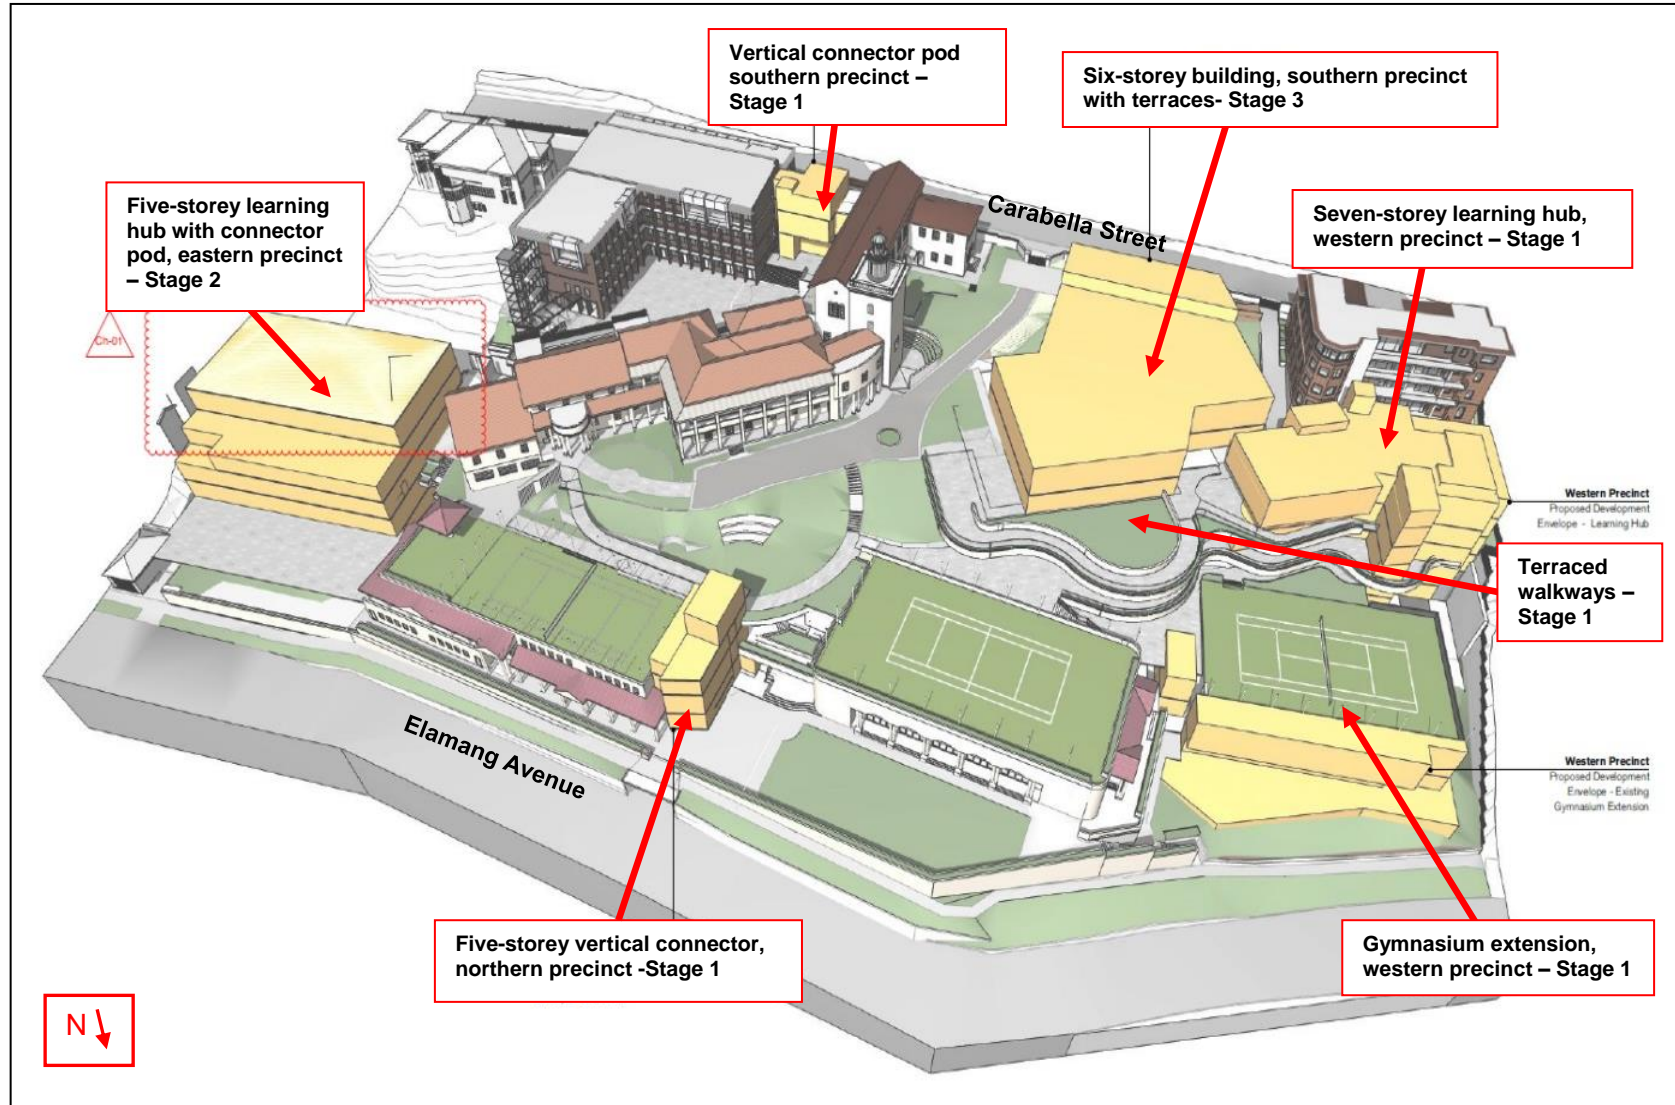 Vertical connector pod
southern precinct –
Stage 1
Six-storey building, southern precinct
with terraces- Stage 3
Five-storey learning
hub with connector
pod, eastern precinct
– Stage 2
Seven-storey learning hub,
western precinct – Stage 1
Carabella Street
Ch-01
Western Precinct
Proposed Development
Envelope - Learning Hub
Terraced
walkways –
Stage 1
Elamang Avenue
Western Precinct
Proposed Development
Envelope - Existing
Gymnasium Extension
Five-storey vertical connector,
northern precinct -Stage 1
Gymnasium extension,
western precinct – Stage 1
N